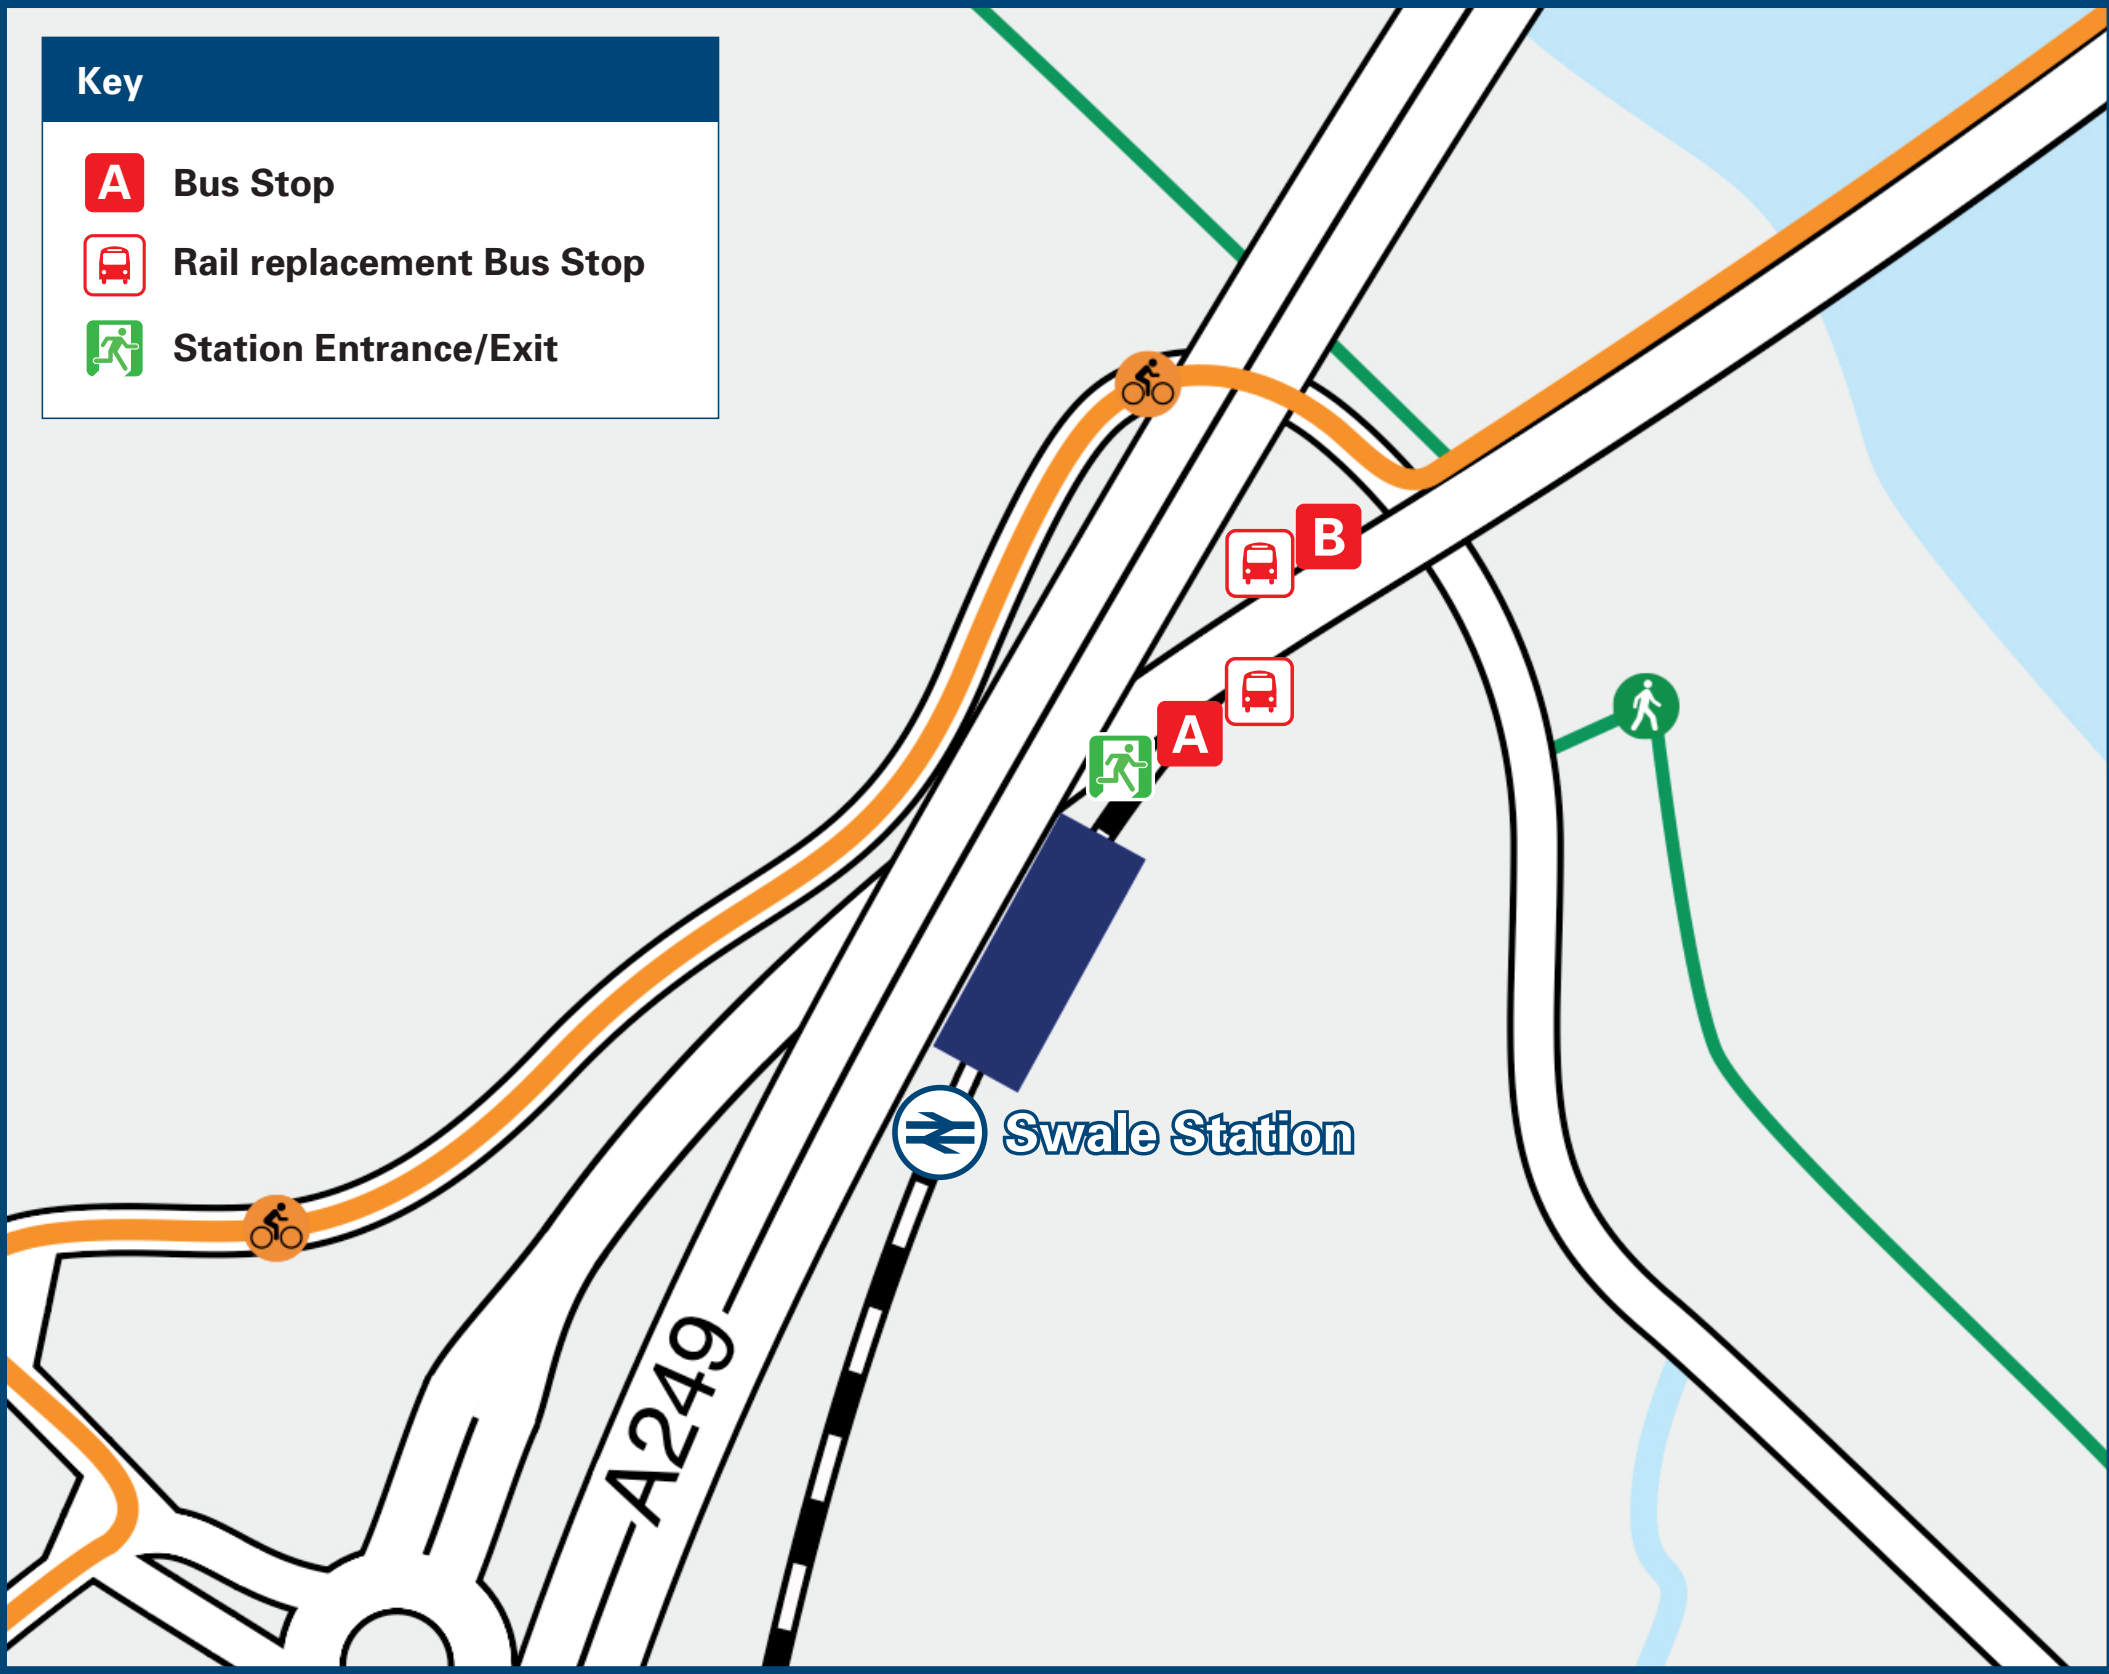 Key
A Bus Stop
Rail replacement Bus Stop
Station Entrance/Exit
B
A
Swale Station
A249